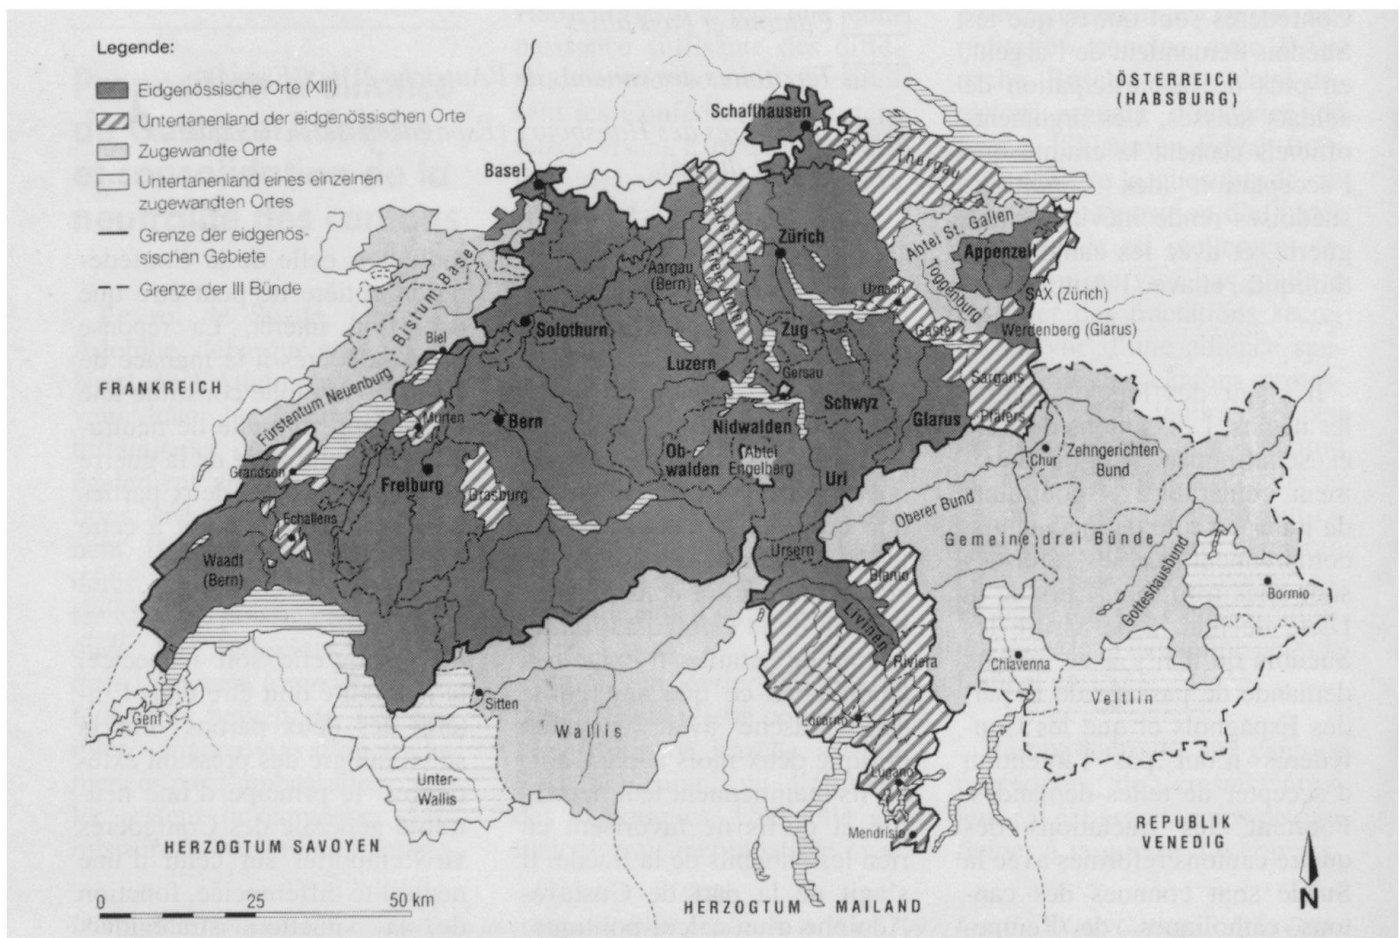 Legende:
Eidgenössische Orte (XIII)
Untertanenland der eidgenössischen Orte
Zugewandte Orte
Untertanenland eines einzelnen
zugewandten Ortes
Grenze der eidgenös-
sischen Gebiete
Grenze der III Bünde
ÖSTERREICH
(HABSBURG)
Schaffhausen
Basel
Thurgau
Abtei St. Gallen
Zürich
Appenzell
Aargau
(Bern)
Bistum Basel
Toggenburg
Uznach
SAX (Zürich)
Solothurn
Zug
Gaster
Werdenberg (Glarus)
Biel
Luzern
Gersau
Sargans
FRANKREICH
Fürstentum Neuenburg
Schwyz
Murten
Bern
Nidwalden
Glarus
Pfäfers
Ob-
walden
(Abtei
Engelberg)
Chur
Zehngerichten
Bund
Grandson
Freiburg
Grasburg
Uri
Oberer Bund
Echallens
Gemeine drei Bünde
Waadt
(Bern)
Ursern
Blenio
Gotteshausbund
Bormio
Livinen
Riviera
Chiavenna
Sitten
Veltlin
Genf
Wallis
Locarno
Unter-
Wallis
Lugano
Mendrisio
REPUBLIK
VENEDIG
HERZOGTUM SAVOYEN
HERZOGTUM MAILAND
0 25 50 km
N